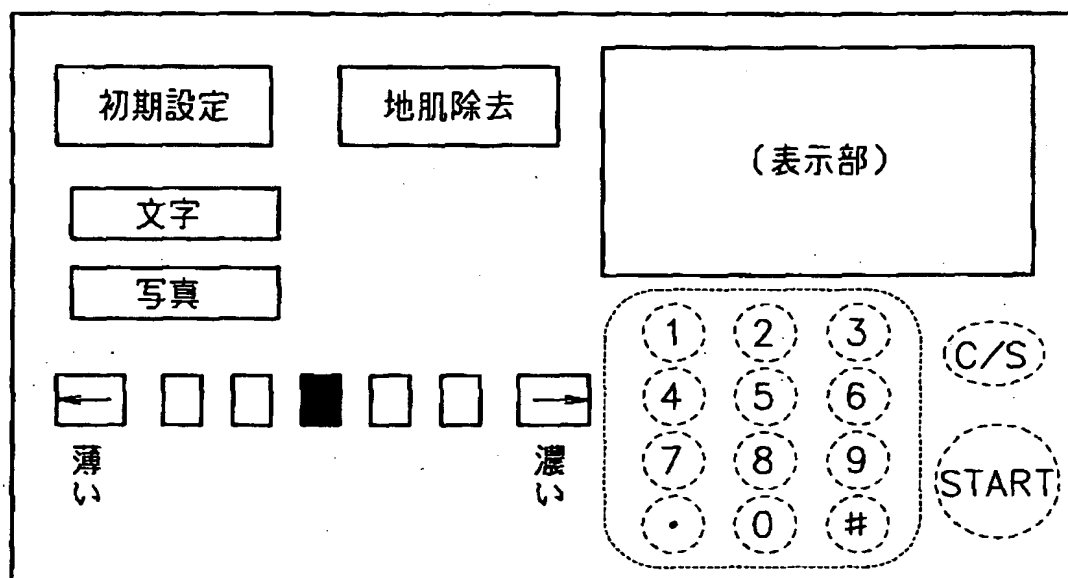 初期設定
地肌除去
(表示部)
文字
写真
薄い
濃い
1 2 3
4 5 6
7 8 9
・ 0 #
C/S
START